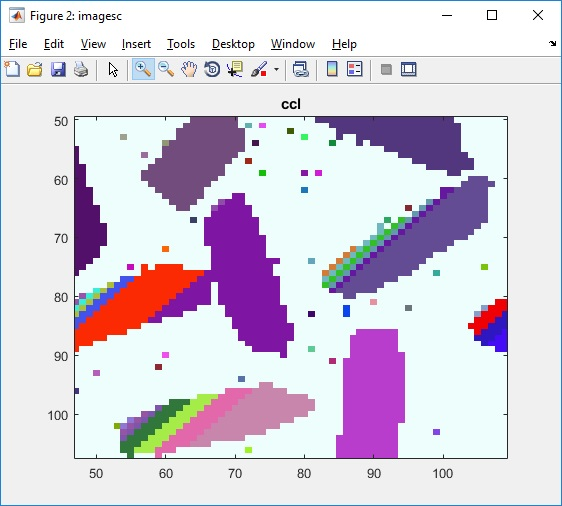 Figure 2: imagesc
File Edit View Insert Tools Desktop Window Help
ccl
50
60
70
80
90
100
50 60 70 80 90 100